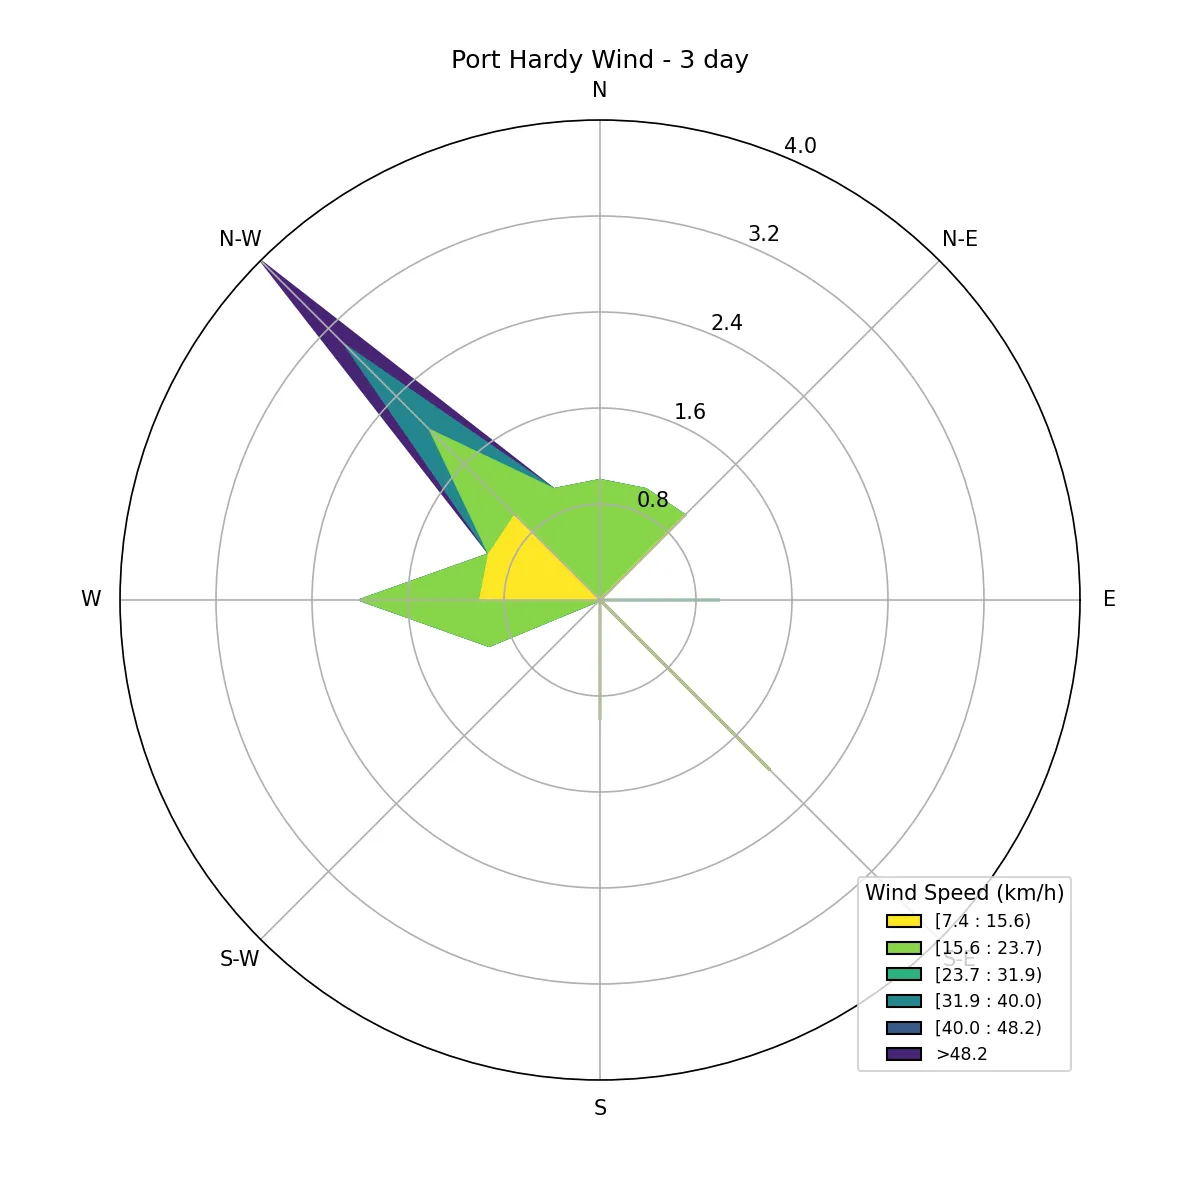 Port Hardy Wind - 3 day
N
4.0
N-W
3.2
N-E
2.4
1.6
0.8
W
E
S-W
S-E
S
Wind Speed (km/h)
[7.4 : 15.6)
[15.6 : 23.7)
[23.7 : 31.9)
[31.9 : 40.0)
[40.0 : 48.2)
>48.2